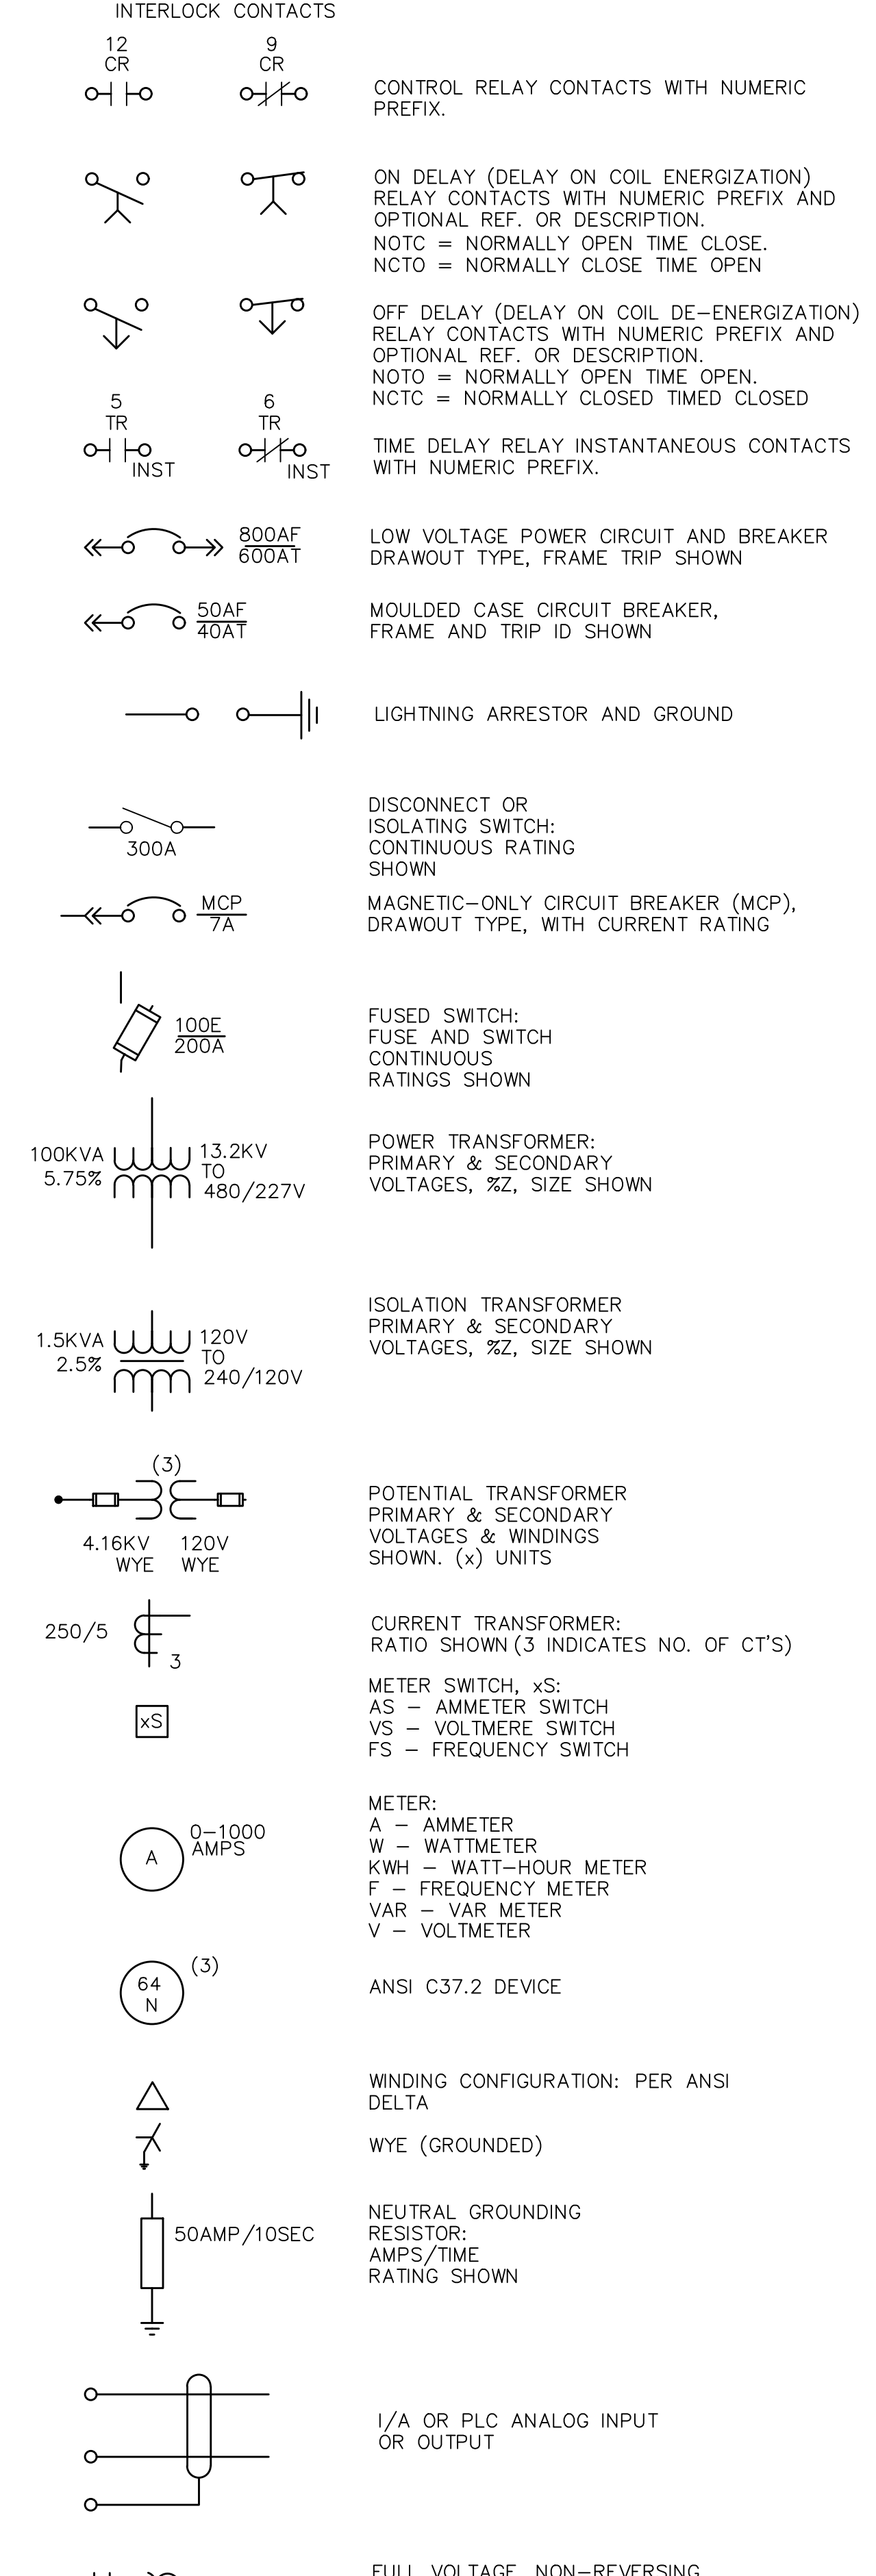 INTERLOCK CONTACTS
12
CR
9
CR
CONTROL RELAY CONTACTS WITH NUMERIC
PREFIX.
ON DELAY (DELAY ON COIL ENERGIZATION)
RELAY CONTACTS WITH NUMERIC PREFIX AND
OPTIONAL REF. OR DESCRIPTION.
NOTC = NORMALLY OPEN TIME CLOSE.
NCTO = NORMALLY CLOSE TIME OPEN
OFF DELAY (DELAY ON COIL DE-ENERGIZATION)
RELAY CONTACTS WITH NUMERIC PREFIX AND
OPTIONAL REF. OR DESCRIPTION.
NOTO = NORMALLY OPEN TIME OPEN.
NCTC = NORMALLY CLOSED TIMED CLOSED
5
TR
INST
6
TR
INST
TIME DELAY RELAY INSTANTANEOUS CONTACTS
WITH NUMERIC PREFIX.
800AF
600AT
LOW VOLTAGE POWER CIRCUIT AND BREAKER
DRAWOUT TYPE, FRAME TRIP SHOWN
50AF
40AT
MOULDED CASE CIRCUIT BREAKER,
FRAME AND TRIP ID SHOWN
LIGHTNING ARRESTOR AND GROUND
300A
DISCONNECT OR
ISOLATING SWITCH:
CONTINUOUS RATING
SHOWN
MCP
7A
MAGNETIC-ONLY CIRCUIT BREAKER (MCP),
DRAWOUT TYPE, WITH CURRENT RATING
100E
200A
FUSED SWITCH:
FUSE AND SWITCH
CONTINUOUS
RATINGS SHOWN
100KVA
5.75%
13.2KV
TO
480/227V
POWER TRANSFORMER:
PRIMARY & SECONDARY
VOLTAGES, %Z, SIZE SHOWN
1.5KVA
2.5%
120V
TO
240/120V
ISOLATION TRANSFORMER
PRIMARY & SECONDARY
VOLTAGES, %Z, SIZE SHOWN
(3)
4.16KV
WYE
120V
WYE
POTENTIAL TRANSFORMER
PRIMARY & SECONDARY
VOLTAGES & WINDINGS
SHOWN. (x) UNITS
250/5
3
CURRENT TRANSFORMER:
RATIO SHOWN (3 INDICATES NO. OF CT'S)
xS
METER SWITCH, xS:
AS - AMMETER SWITCH
VS - VOLTMERE SWITCH
FS - FREQUENCY SWITCH
A
0-1000
AMPS
METER:
A - AMMETER
W - WATTMETER
KWH - WATT-HOUR METER
F - FREQUENCY METER
VAR - VAR METER
V - VOLTMETER
64
N
(3)
ANSI C37.2 DEVICE
WINDING CONFIGURATION: PER ANSI
DELTA
WYE (GROUNDED)
50AMP/10SEC
NEUTRAL GROUNDING
RESISTOR:
AMPS/TIME
RATING SHOWN
I/A OR PLC ANALOG INPUT
OR OUTPUT
FULL VOLTAGE NON-REVERSING